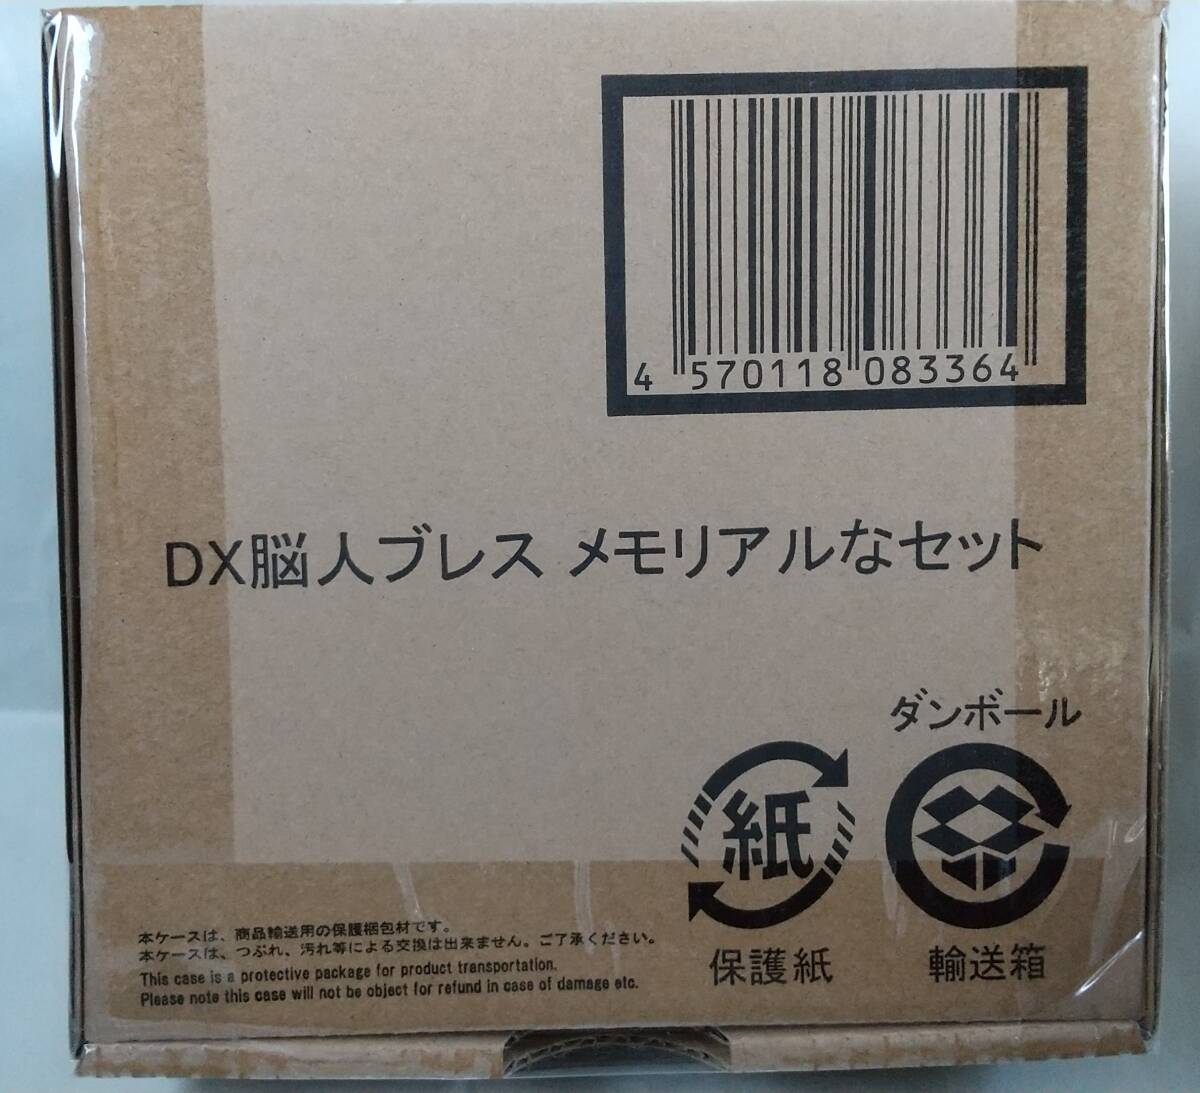 4 570118 083364
DX脳人ブレス メモリアルなセット
ダンボール
紙
保護紙
輸送箱
本ケースは、商品輸送用の保護梱包材です。
本ケースは、つぶれ、汚れ等による交換は出来ません。ご了承ください。
This case is a protective package for product transportation.
Please note this case will not be object for refund in case of damage etc.